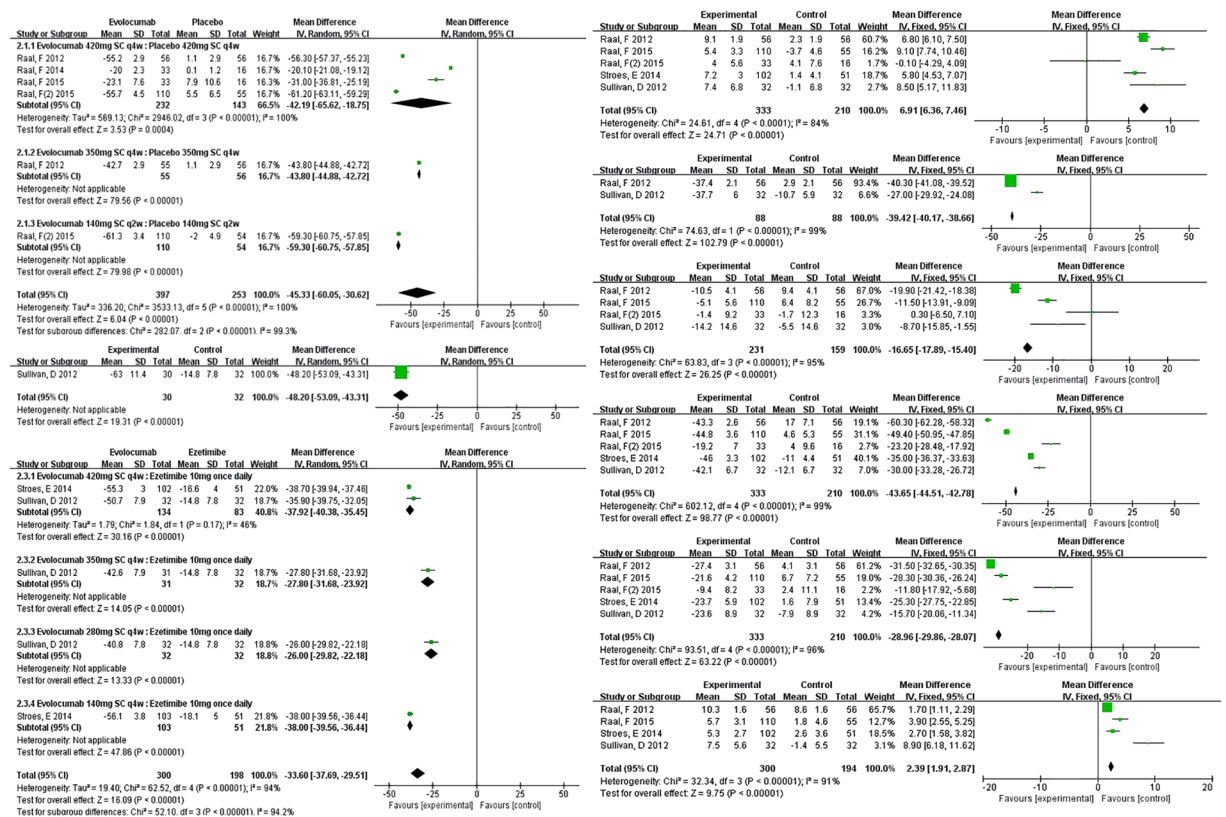 Evolocumab Placebo Mean Difference Mean Difference
Study or Subgroup Mean SD Total Mean SD Total Weight IV, Random, 95% CI IV, Random, 95% CI
2.1.1 Evolocumab 420mg SC q4w : Placebo 420mg SC q4w
Raal, F 2012 -55.2 2.9 56 1.1 2.9 56 16.7% -56.30 [-57.37, -55.23]
Raal, F 2014 -20 2.3 33 0.1 1.2 16 16.7% -20.10 [-21.08, -19.12]
Raal, F 2015 -23.1 7.6 33 7.9 10.6 16 16.4% -31.00 [-36.81, -25.19]
Raal, F(2) 2015 -55.7 4.5 110 5.5 6.5 55 16.7% -61.20 [-63.11, -59.29]
Subtotal (95% CI) 232 143 66.5% -42.19 [-65.62, -18.75]
Heterogeneity: Tau² = 569.13; Chi² = 2946.02, df = 3 (P < 0.00001); I² = 100%
Test for overall effect: Z = 3.53 (P = 0.0004)
2.1.2 Evolocumab 350mg SC q4w : Placebo 350mg SC q4w
Raal, F 2012 -42.7 2.9 55 1.1 2.9 56 16.7% -43.80 [-44.88, -42.72]
Subtotal (95% CI) 55 56 16.7% -43.80 [-44.88, -42.72]
Heterogeneity: Not applicable
Test for overall effect: Z = 79.56 (P < 0.00001)
2.1.3 Evolocumab 140mg SC q2w : Placebo 140mg SC q2w
Raal, F(2) 2015 -61.3 3.4 110 -2 4.9 54 16.7% -59.30 [-60.75, -57.85]
Subtotal (95% CI) 110 54 16.7% -59.30 [-60.75, -57.85]
Heterogeneity: Not applicable
Test for overall effect: Z = 79.98 (P < 0.00001)
Total (95% CI) 397 253 100.0% -45.33 [-60.05, -30.62]
Heterogeneity: Tau² = 336.20; Chi² = 3533.13, df = 5 (P < 0.00001); I² = 100%
Test for overall effect: Z = 6.04 (P < 0.00001)
Test for subgroup differences: Chi² = 282.07, df = 2 (P < 0.00001), I² = 99.3%
-50 -25 0 25 50
Favours [experimental] Favours [control]
Experimental Control Mean Difference Mean Difference
Study or Subgroup Mean SD Total Mean SD Total Weight IV, Fixed, 95% CI IV, Fixed, 95% CI
Sullivan, D 2012 -63 11.4 30 -14.8 7.8 32 100.0% -48.20 [-53.09, -43.31]
Total (95% CI) 30 32 100.0% -48.20 [-53.09, -43.31]
Heterogeneity: Not applicable
Test for overall effect: Z = 19.31 (P < 0.00001)
-50 -25 0 25 50
Favours [experimental] Favours [control]
Evolocumab Ezetimibe Mean Difference Mean Difference
Study or Subgroup Mean SD Total Mean SD Total Weight IV, Random, 95% CI IV, Random, 95% CI
2.3.1 Evolocumab 420mg SC q4w : Ezetimibe 10mg once daily
Stroes, E 2014 -55.3 3 102 -16.6 4 51 22.0% -38.70 [-39.94, -37.46]
Sullivan, D 2012 -50.7 7.9 32 -14.8 7.8 32 18.8% -35.90 [-39.75, -32.05]
Subtotal (95% CI) 134 83 40.8% -37.92 [-40.38, -35.45]
Heterogeneity: Tau² = 1.79; Chi² = 1.84, df = 1 (P = 0.17); I² = 46%
Test for overall effect: Z = 30.16 (P < 0.00001)
2.3.2 Evolocumab 350mg SC q4w : Ezetimibe 10mg once daily
Sullivan, D 2012 -42.6 7.9 31 -14.8 7.8 32 18.7% -27.80 [-31.68, -23.92]
Subtotal (95% CI) 31 32 18.7% -27.80 [-31.68, -23.92]
Heterogeneity: Not applicable
Test for overall effect: Z = 14.05 (P < 0.00001)
2.3.3 Evolocumab 280mg SC q4w : Ezetimibe 10mg once daily
Sullivan, D 2012 -40.8 7.8 32 -14.8 7.8 32 18.8% -26.00 [-29.82, -22.18]
Subtotal (95% CI) 32 32 18.8% -26.00 [-29.82, -22.18]
Heterogeneity: Not applicable
Test for overall effect: Z = 13.33 (P < 0.00001)
2.3.4 Evolocumab 140mg SC q4w : Ezetimibe 10mg once daily
Stroes, E 2014 -56.1 3.8 103 -18.1 5 51 21.8% -38.00 [-39.56, -36.44]
Subtotal (95% CI) 103 51 21.8% -38.00 [-39.56, -36.44]
Heterogeneity: Not applicable
Test for overall effect: Z = 47.86 (P < 0.00001)
Total (95% CI) 300 198 100.0% -33.60 [-37.69, -29.51]
Heterogeneity: Tau² = 19.40; Chi² = 62.52, df = 4 (P < 0.00001); I² = 94%
Test for overall effect: Z = 16.09 (P < 0.00001)
Test for subgroup differences: Chi² = 52.10, df = 3 (P < 0.00001), I² = 94.2%
-50 -25 0 25 50
Favours [experimental] Favours [control]
Experimental Control Mean Difference Mean Difference
Study or Subgroup Mean SD Total Mean SD Total Weight IV, Fixed, 95% CI IV, Fixed, 95% CI
Raal, F 2012 9.1 1.9 56 2.3 1.9 56 60.7% 6.80 [6.10, 7.50]
Raal, F 2015 5.4 3.3 110 -3.7 4.6 55 16.2% 9.10 [7.74, 10.46]
Raal, F(2) 2015 4 5.6 33 4.1 7.6 16 1.7% -0.10 [-4.29, 4.09]
Stroes, E 2014 7.2 3 102 1.4 4.1 51 18.7% 5.80 [4.53, 7.07]
Sullivan, D 2012 7.4 6.8 32 -1.1 6.8 32 2.7% 8.50 [5.17, 11.83]
Total (95% CI) 333 210 100.0% 6.91 [6.36, 7.46]
Heterogeneity: Chi² = 24.61, df = 4 (P < 0.0001); I² = 84%
Test for overall effect: Z = 24.71 (P < 0.00001)
-10 -5 0 5 10
Favours [experimental] Favours [control]
Experimental Control Mean Difference Mean Difference
Study or Subgroup Mean SD Total Mean SD Total Weight IV, Fixed, 95% CI IV, Fixed, 95% CI
Raal, F 2012 -37.4 2.1 56 2.9 2.1 56 93.4% -40.30 [-41.08, -39.52]
Sullivan, D 2012 -37.7 6 32 -10.7 5.9 32 6.6% -27.00 [-29.92, -24.08]
Total (95% CI) 88 88 100.0% -39.42 [-40.17, -38.66]
Heterogeneity: Chi² = 74.63, df = 1 (P < 0.00001); I² = 99%
Test for overall effect: Z = 102.79 (P < 0.00001)
-50 -25 0 25 50
Favours [experimental] Favours [control]
Experimental Control Mean Difference Mean Difference
Study or Subgroup Mean SD Total Mean SD Total Weight IV, Fixed, 95% CI IV, Fixed, 95% CI
Raal, F 2012 -10.5 4.1 56 9.4 4.1 56 67.0% -19.90 [-21.42, -18.38]
Raal, F 2015 -5.1 5.6 110 6.4 8.2 55 26.6% -11.50 [-13.91, -9.09]
Raal, F(2) 2015 -1.4 9.2 33 -1.7 12.3 16 3.3% 0.30 [-6.50, 7.10]
Sullivan, D 2012 -14.2 14.6 32 -5.5 14.6 32 3.0% -8.70 [-15.85, -1.55]
Total (95% CI) 231 159 100.0% -16.65 [-17.89, -15.40]
Heterogeneity: Chi² = 63.83, df = 3 (P < 0.00001); I² = 95%
Test for overall effect: Z = 26.25 (P < 0.00001)
-20 -10 0 10 20
Favours [experimental] Favours [control]
Experimental Control Mean Difference Mean Difference
Study or Subgroup Mean SD Total Mean SD Total Weight IV, Fixed, 95% CI IV, Fixed, 95% CI
Raal, F 2012 -43.3 2.6 56 17 7.1 56 19.1% -60.30 [-62.28, -58.32]
Raal, F 2015 -44.8 3.6 110 4.6 5.3 55 31.1% -49.40 [-50.95, -47.85]
Raal, F(2) 2015 -19.2 7 33 4 9.6 16 2.7% -23.20 [-28.48, -17.92]
Stroes, E 2014 -46 3.3 102 -11 4.4 51 40.1% -35.00 [-36.37, -33.63]
Sullivan, D 2012 -42.1 6.7 32 -12.1 6.7 32 7.0% -30.00 [-33.28, -26.72]
Total (95% CI) 333 210 100.0% -43.65 [-44.51, -42.78]
Heterogeneity: Chi² = 602.12, df = 4 (P < 0.00001); I² = 99%
Test for overall effect: Z = 98.77 (P < 0.00001)
-50 -25 0 25 50
Favours [experimental] Favours [control]
Experimental Control Mean Difference Mean Difference
Study or Subgroup Mean SD Total Mean SD Total Weight IV, Fixed, 95% CI IV, Fixed, 95% CI
Raal, F 2012 -27.4 3.1 56 4.1 3.1 56 61.2% -31.50 [-32.65, -30.35]
Raal, F 2015 -21.6 4.2 110 6.7 7.2 55 19.0% -28.30 [-30.36, -26.24]
Raal, F(2) 2015 -9.4 8.2 33 2.4 11.1 16 2.2% -11.80 [-17.92, -5.68]
Stroes, E 2014 -23.7 5.9 102 1.6 7.9 51 13.4% -25.30 [-27.75, -22.85]
Sullivan, D 2012 -23.6 8.9 32 -7.9 8.9 32 4.2% -15.70 [-20.06, -11.34]
Total (95% CI) 333 210 100.0% -28.96 [-29.86, -28.07]
Heterogeneity: Chi² = 93.51, df = 4 (P < 0.00001); I² = 96%
Test for overall effect: Z = 63.22 (P < 0.00001)
-20 -10 0 10 20
Favours [experimental] Favours [control]
Experimental Control Mean Difference Mean Difference
Study or Subgroup Mean SD Total Mean SD Total Weight IV, Fixed, 95% CI IV, Fixed, 95% CI
Raal, F 2012 10.3 1.6 56 8.6 1.6 56 65.7% 1.70 [1.11, 2.29]
Raal, F 2015 5.7 3.1 110 1.8 4.6 55 12.7% 3.90 [2.55, 5.25]
Stroes, E 2014 5.3 2.7 102 2.6 3.6 51 18.5% 2.70 [1.58, 3.82]
Sullivan, D 2012 7.5 5.6 32 -1.4 5.5 32 3.1% 8.90 [6.18, 11.62]
Total (95% CI) 300 194 100.0% 2.39 [1.91, 2.87]
Heterogeneity: Chi² = 32.34, df = 3 (P < 0.00001); I² = 91%
Test for overall effect: Z = 9.75 (P < 0.00001)
-20 -10 0 10 20
Favours [experimental] Favours [control]